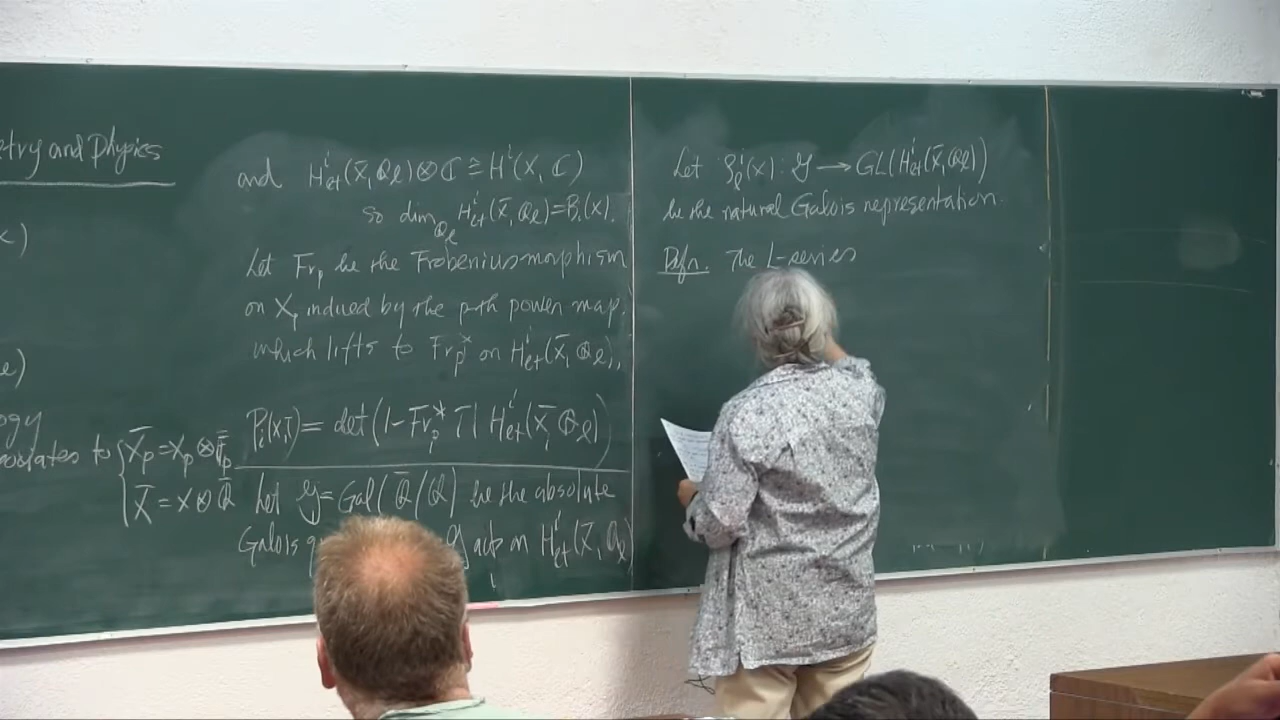 etry and Physics
and H^i_et(X̄, Qℓ)⊗ℂ ≅ H^i(X, ℂ)
so dim_Qℓ H^i_et(X̄, Qℓ) = B_i(X).
Let Fr_p be the Frobenius morphism
on X_p induced by the p-th power map,
which lifts to Fr_p^* on H^i_et(X̄, Qℓ),
P_i(X,T) = det(1-Fr_p^* T | H^i_et(X̄, Qℓ))
X̄_p = X_p ⊗ F̄_p
X̄ = X ⊗ Q̄
Let 𝒢 = Gal(Q̄/Q) be the absolute
Galois 𝒢 acts on H^i_et(X̄, Qℓ)
Let ρ^i_ℓ(X): 𝒢 → GL(H^i_et(X̄, Qℓ))
be the natural Galois representation.
Defn. The L-series